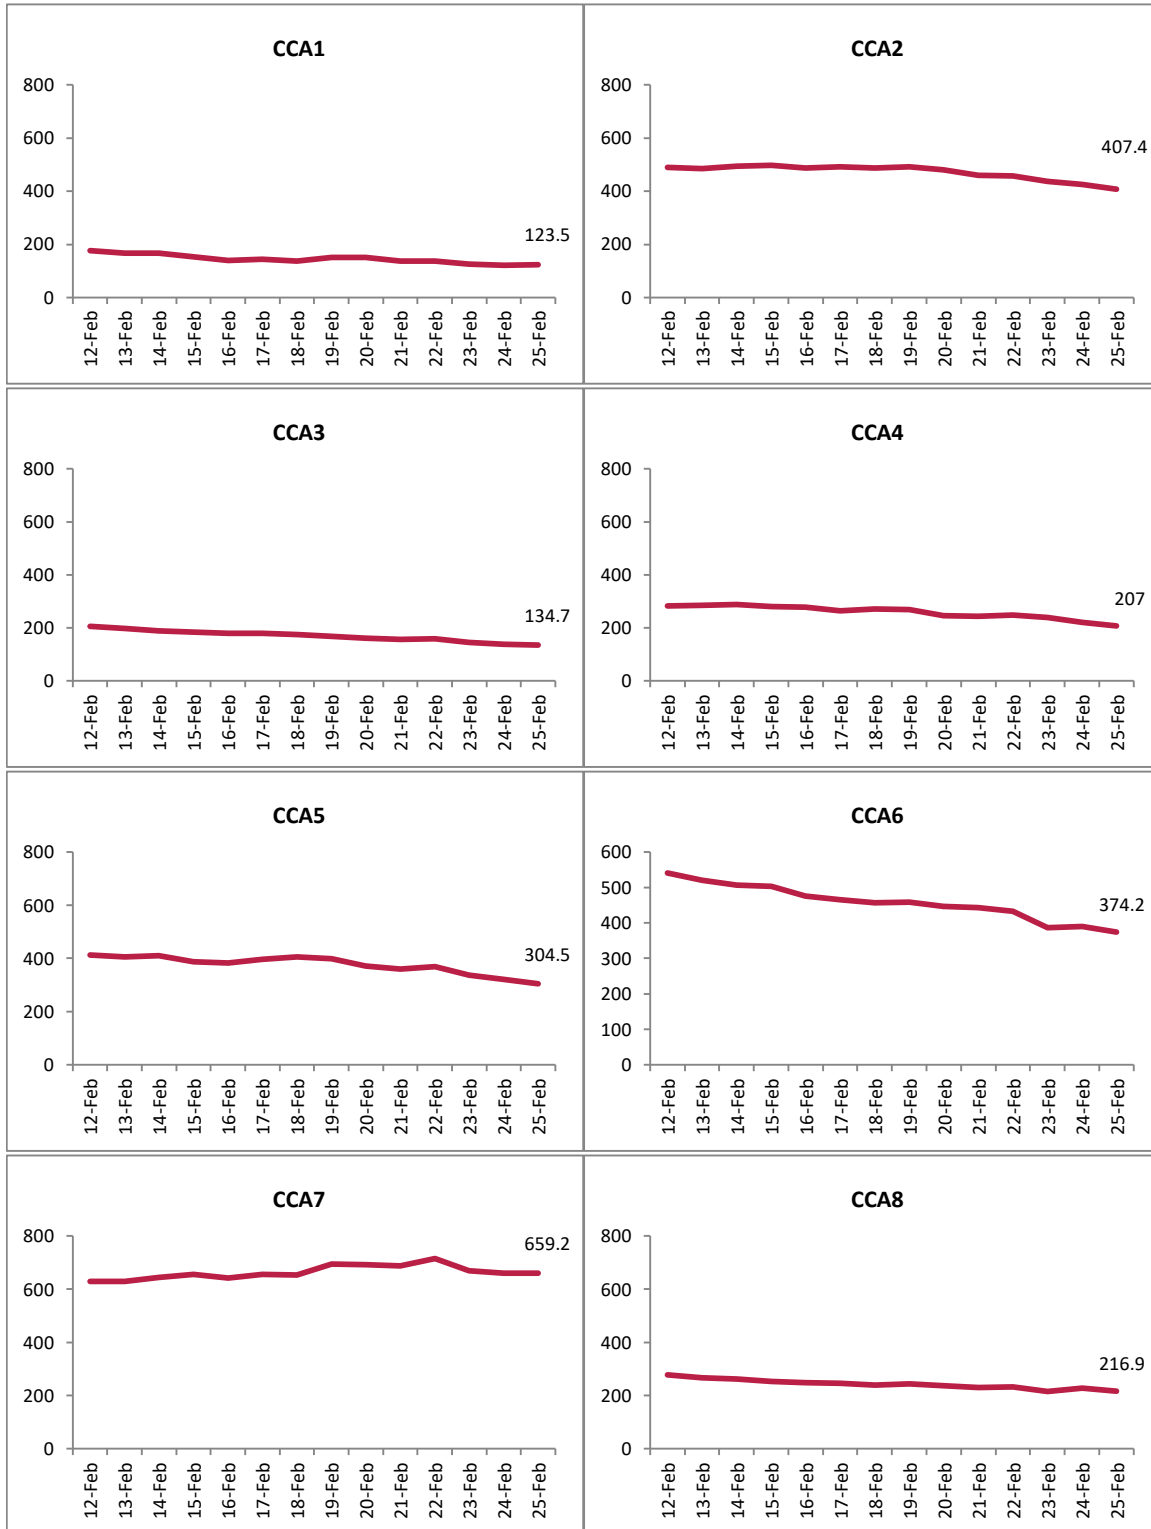 CCA1
800
600
400
200
0
123.5
12-Feb
13-Feb
14-Feb
15-Feb
16-Feb
17-Feb
18-Feb
19-Feb
20-Feb
21-Feb
22-Feb
23-Feb
24-Feb
25-Feb
CCA2
800
600
400
200
0
407.4
12-Feb
13-Feb
14-Feb
15-Feb
16-Feb
17-Feb
18-Feb
19-Feb
20-Feb
21-Feb
22-Feb
23-Feb
24-Feb
25-Feb
CCA3
800
600
400
200
0
134.7
12-Feb
13-Feb
14-Feb
15-Feb
16-Feb
17-Feb
18-Feb
19-Feb
20-Feb
21-Feb
22-Feb
23-Feb
24-Feb
25-Feb
CCA4
800
600
400
200
0
207
12-Feb
13-Feb
14-Feb
15-Feb
16-Feb
17-Feb
18-Feb
19-Feb
20-Feb
21-Feb
22-Feb
23-Feb
24-Feb
25-Feb
CCA5
800
600
400
200
0
304.5
12-Feb
13-Feb
14-Feb
15-Feb
16-Feb
17-Feb
18-Feb
19-Feb
20-Feb
21-Feb
22-Feb
23-Feb
24-Feb
25-Feb
CCA6
600
500
400
300
200
100
0
374.2
12-Feb
13-Feb
14-Feb
15-Feb
16-Feb
17-Feb
18-Feb
19-Feb
20-Feb
21-Feb
22-Feb
23-Feb
24-Feb
25-Feb
CCA7
800
600
400
200
0
659.2
12-Feb
13-Feb
14-Feb
15-Feb
16-Feb
17-Feb
18-Feb
19-Feb
20-Feb
21-Feb
22-Feb
23-Feb
24-Feb
25-Feb
CCA8
800
600
400
200
0
216.9
12-Feb
13-Feb
14-Feb
15-Feb
16-Feb
17-Feb
18-Feb
19-Feb
20-Feb
21-Feb
22-Feb
23-Feb
24-Feb
25-Feb